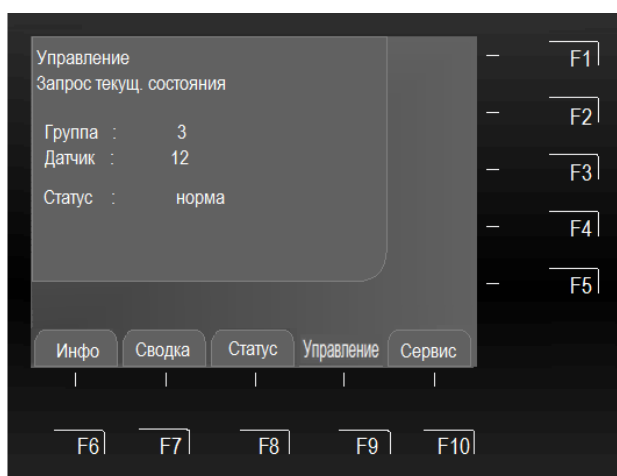 Управление
Запрос текущ. состояния
Группа : 3
Датчик : 12
Статус : норма
F1
F2
F3
F4
F5
Инфо Сводка Статус Управление Сервис
F6 F7 F8 F9 F10